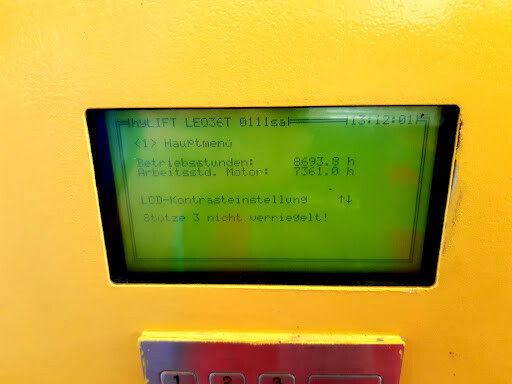 kyLIFT LEO36T 0111sa 13:12:01
<1> Hauptmenü
Betriebsstunden: 8693.8 h
Arbeitsstd. Motor: 7361.0 h
LCD-Kontrasteinstellung ↑↓
Stütze 3 nicht verriegelt!
1 2 3